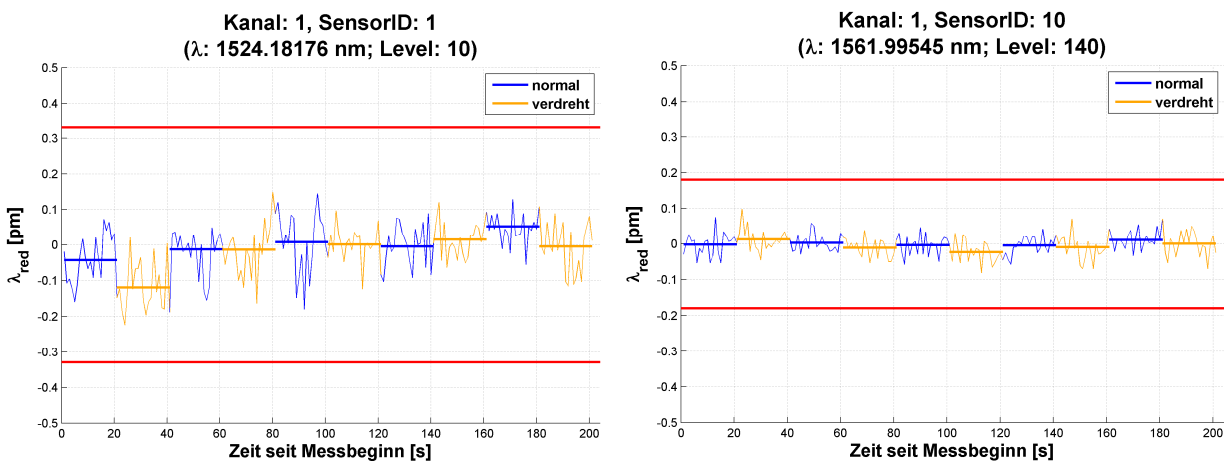 Kanal: 1, SensorID: 1
(λ: 1524.18176 nm; Level: 10)
0.5
0.4
0.3
0.2
0.1
0
-0.1
-0.2
-0.3
-0.4
-0.5
λred [pm]
normal
verdreht
0 20 40 60 80 100 120 140 160 180 200
Zeit seit Messbeginn [s]
Kanal: 1, SensorID: 10
(λ: 1561.99545 nm; Level: 140)
0.5
0.4
0.3
0.2
0.1
0
-0.1
-0.2
-0.3
-0.4
-0.5
λred [pm]
normal
verdreht
0 20 40 60 80 100 120 140 160 180 200
Zeit seit Messbeginn [s]